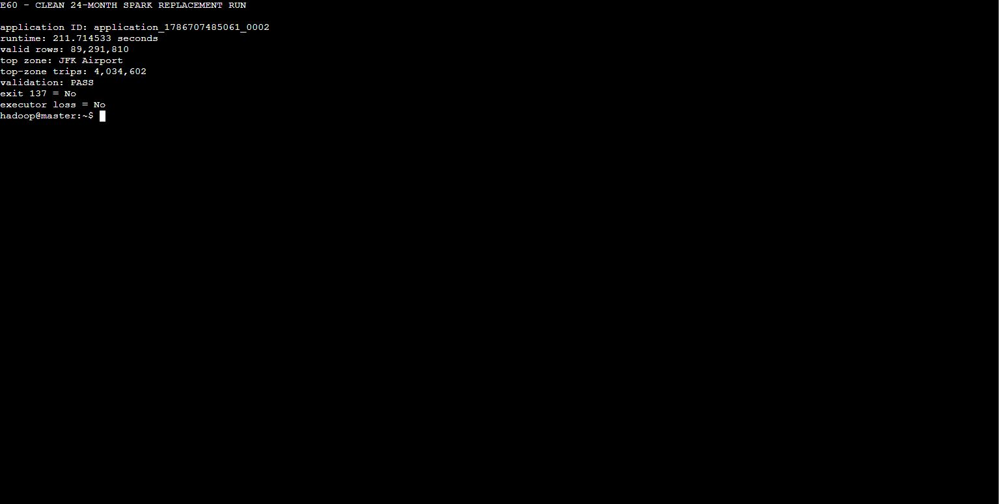 E60 - CLEAN 24-MONTH SPARK REPLACEMENT RUN
application ID: application_1786707485061_0002
runtime: 211.714533 seconds
valid rows: 89,291,810
top zone: JFK Airport
top-zone trips: 4,034,602
validation: PASS
exit 137 = No
executor loss = No
hadoop@master:~$